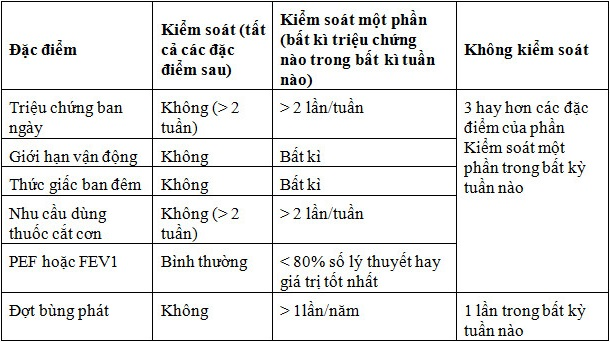 Đặc điểm
Kiểm soát (tất
cả các đặc
điểm sau)
Kiểm soát một phần
(bất kì triệu chứng
nào trong bất kì tuần
nào)
Không kiểm soát
Triệu chứng ban
ngày
Không (> 2
tuần)
> 2 lần/tuần
3 hay hơn các đặc
điểm của phần
Kiểm soát một
phần trong bất kỳ
tuần nào
Giới hạn vận động
Không
Bất kì
Thức giấc ban đêm
Không
Bất kì
Nhu cầu dùng
thuốc cắt cơn
Không (> 2
tuần)
> 2 lần/tuần
PEF hoặc FEV1
Bình thường
< 80% số lý thuyết hay
giá trị tốt nhất
Đợt bùng phát
Không
> 1lần/năm
1 lần trong bất kỳ
tuần nào